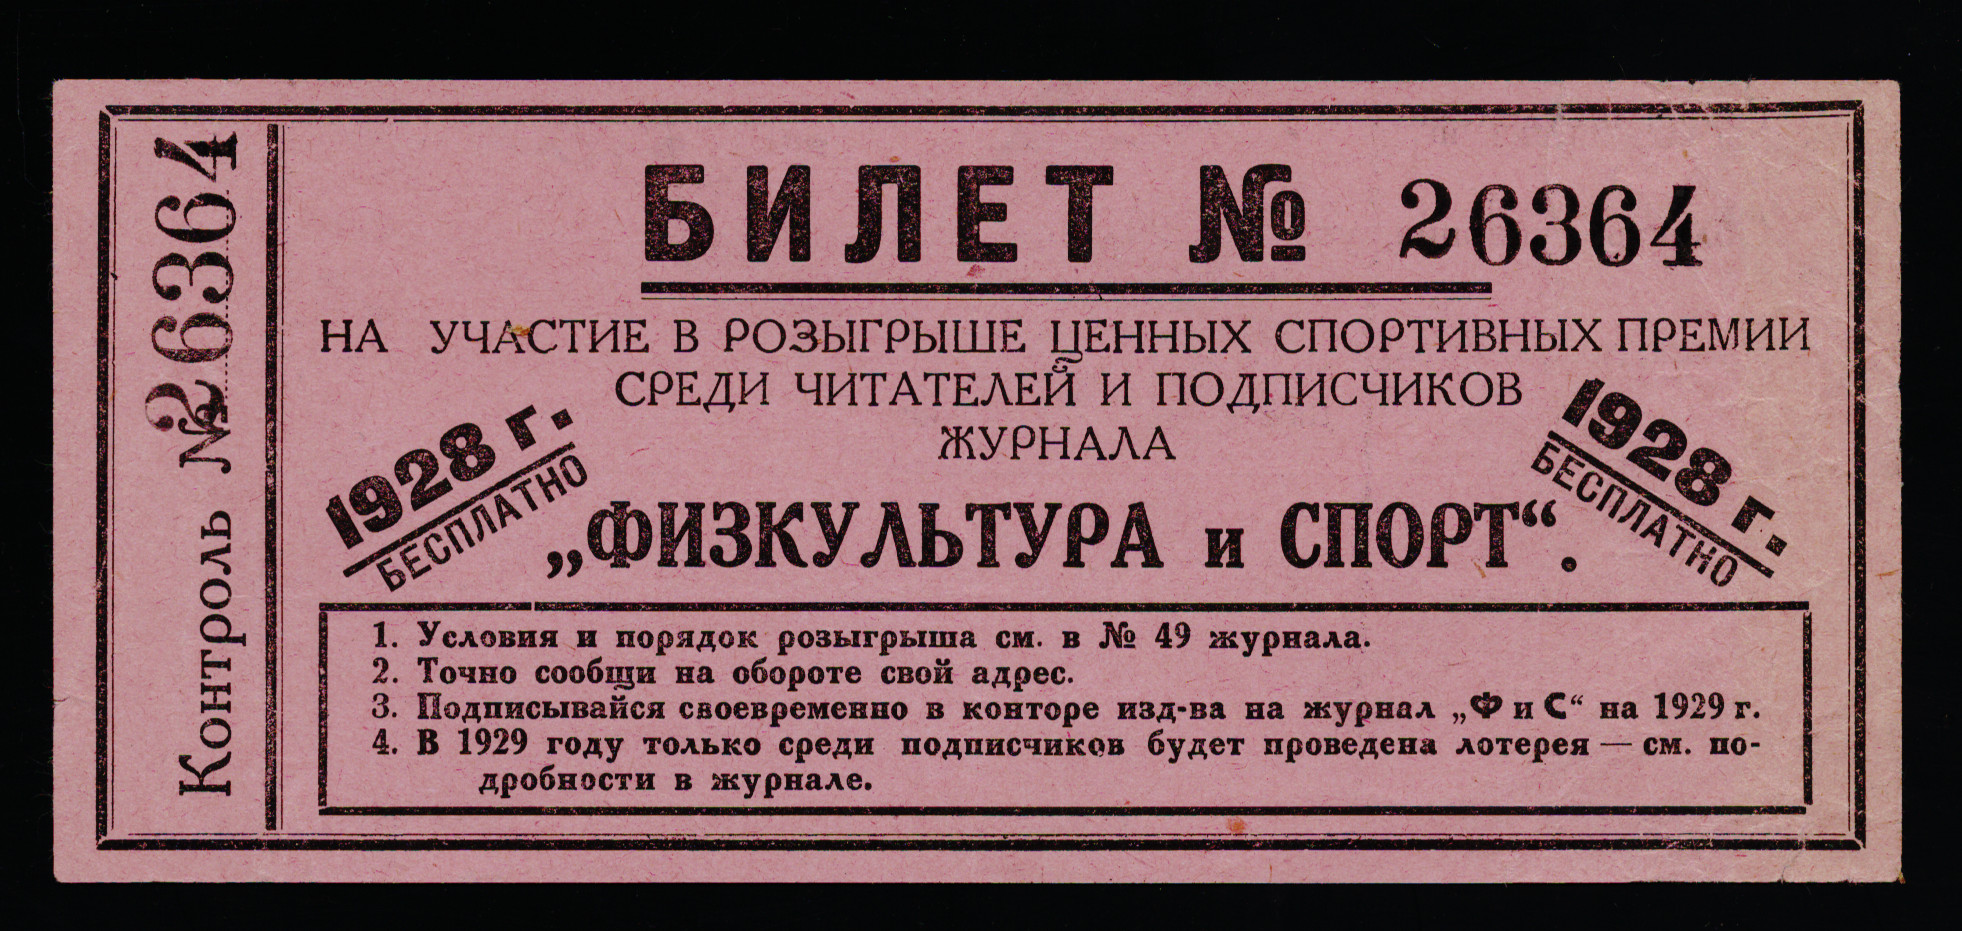 Контроль № 26364
БИЛЕТ № 26364
НА УЧАСТИЕ В РОЗЫГРЫШЕ ЦЕННЫХ СПОРТИВНЫХ ПРЕМИИ
СРЕДИ ЧИТАТЕЛЕЙ И ПОДПИСЧИКОВ
ЖУРНАЛА
1928 г.
БЕСПЛАТНО
1928 г.
БЕСПЛАТНО
„ФИЗКУЛЬТУРА и СПОРТ“.
1. Условия и порядок розыгрыша см. в № 49 журнала.
2. Точно сообщи на обороте свой адрес.
3. Подписывайся своевременно в конторе изд-ва на журнал „Ф и С“ на 1929 г.
4. В 1929 году только среди подписчиков будет проведена лотерея — см. по-
дробности в журнале.